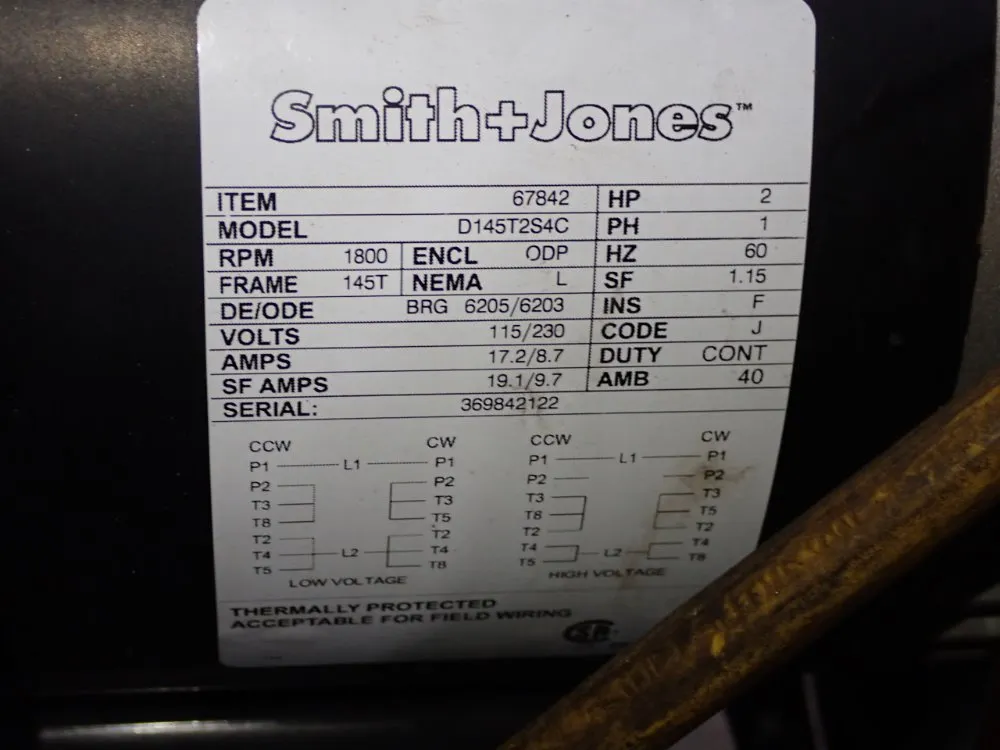 Smith+Jones™
ITEM 67842 HP 2
MODEL D145T2S4C PH 1
RPM 1800 ENCL ODP HZ 60
FRAME 145T NEMA L SF 1.15
DE/ODE BRG 6205/6203 INS F
VOLTS 115/230 CODE J
AMPS 17.2/8.7 DUTY CONT
SF AMPS 19.1/9.7 AMB 40
SERIAL: 369842122
CCW CW CCW CW
P1 L1 P1 P1 L1 P1
P2 P2 P2 P2
T3 T3 T3 T3
T8 T5 T8 T5
T2 T2 T2 T2
T4 L2 T4 T4 L2 T4
T5 T8 T5 T8
LOW VOLTAGE HIGH VOLTAGE
THERMALLY PROTECTED
ACCEPTABLE FOR FIELD WIRING